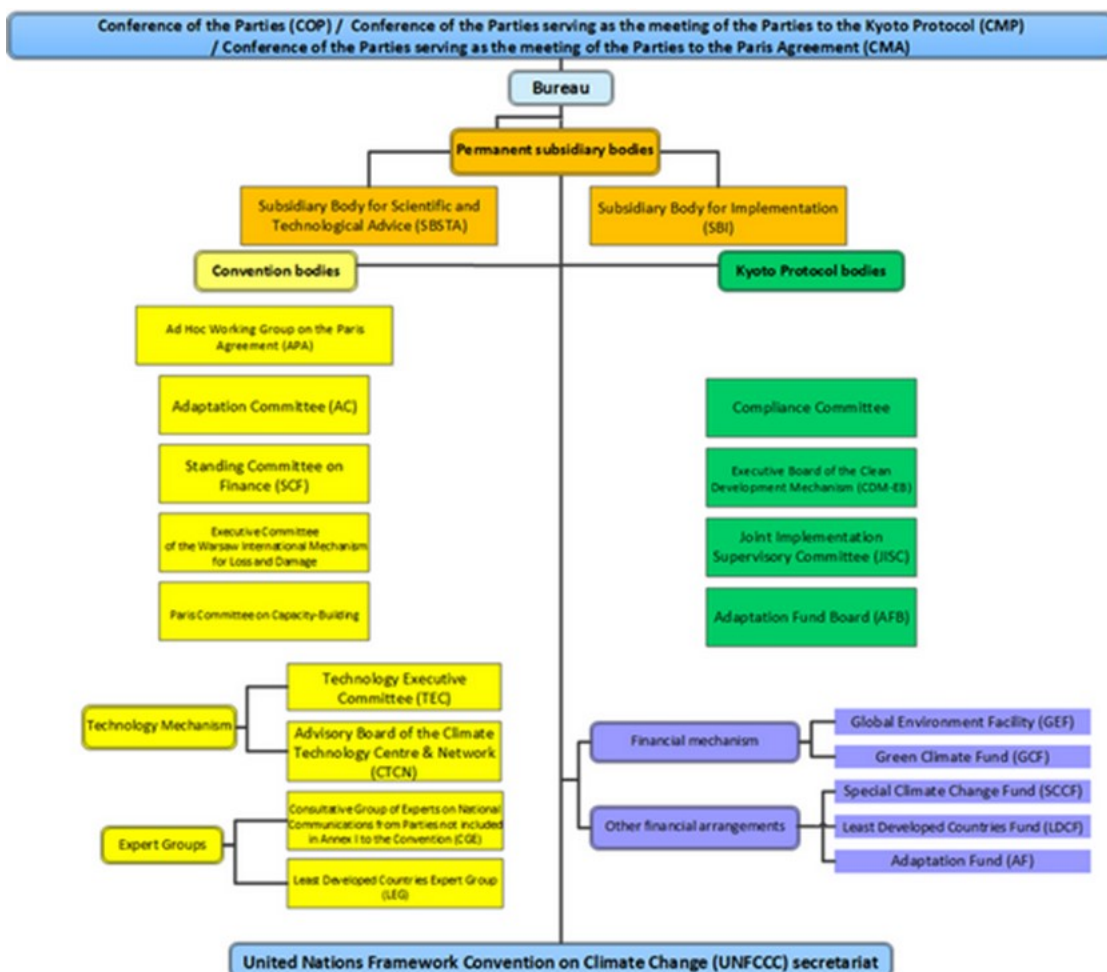 Conference of the Parties (COP) / Conference of the Parties serving as the meeting of the Parties to the Kyoto Protocol (CMP)
/ Conference of the Parties serving as the meeting of the Parties to the Paris Agreement (CMA)
Bureau
Permanent subsidiary bodies
Subsidiary Body for Scientific and
Technological Advice (SBSTA)
Subsidiary Body for Implementation
(SBI)
Convention bodies
Kyoto Protocol bodies
Ad Hoc Working Group on the Paris
Agreement (APA)
Adaptation Committee (AC)
Compliance Committee
Standing Committee on
Finance (SCF)
Executive Board of the Clean
Development Mechanism (CDM-EB)
Executive Committee
of the Warsaw International Mechanism
for Loss and Damage
Joint Implementation
Supervisory Committee (JISC)
Paris Committee on Capacity-Building
Adaptation Fund Board (AFB)
Technology Mechanism
Technology Executive
Committee (TEC)
Advisory Board of the Climate
Technology Centre & Network
(CTCN)
Financial mechanism
Global Environment Facility (GEF)
Green Climate Fund (GCF)
Expert Groups
Consultative Group of Experts on National
Communications from Parties not included
in Annex I to the Convention (CGE)
Least Developed Countries Expert Group
(LEG)
Other financial arrangements
Special Climate Change Fund (SCCF)
Least Developed Countries Fund (LDCF)
Adaptation Fund (AF)
United Nations Framework Convention on Climate Change (UNFCCC) secretariat